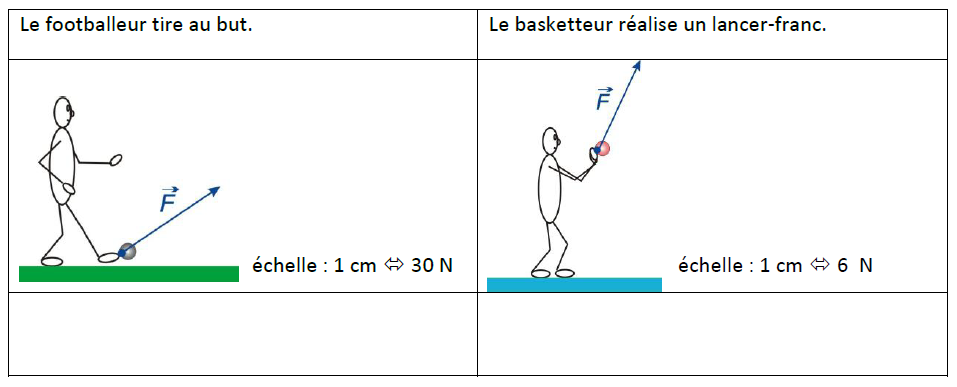 Le footballeur tire au but.
Le basketteur réalise un lancer-franc.
F⃗
échelle : 1 cm ⬄ 30 N
F⃗
échelle : 1 cm ⬄ 6 N